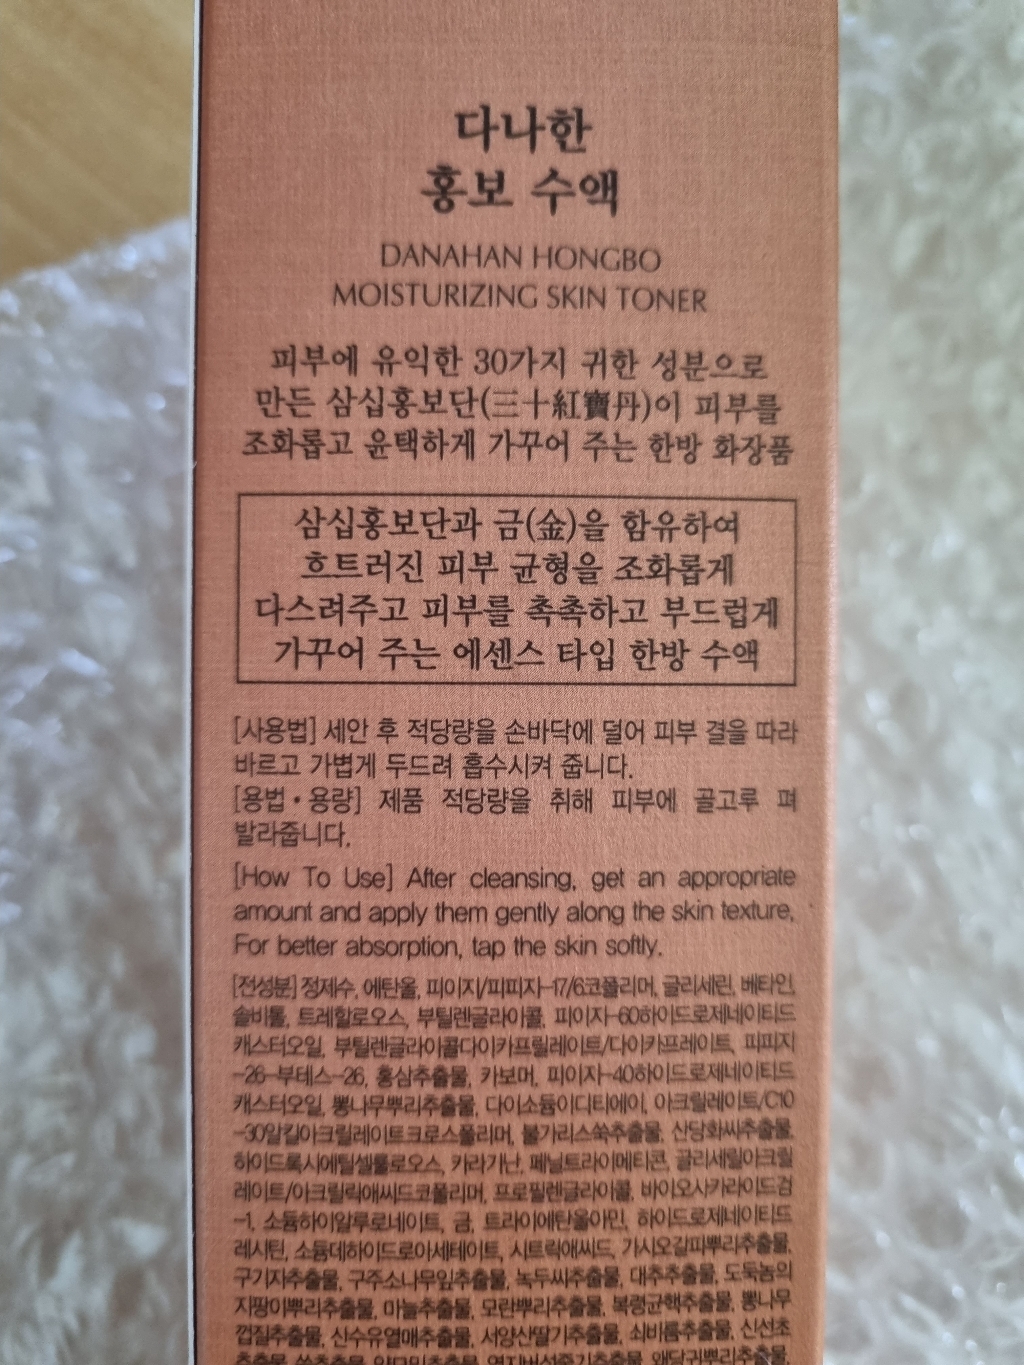 다나한
홍보 수액
DANAHAN HONGBO
MOISTURIZING SKIN TONER
피부에 유익한 30가지 귀한 성분으로
만든 삼십홍보단(三十紅寶丹)이 피부를
조화롭고 윤택하게 가꾸어 주는 한방 화장품
삼십홍보단과 금(金)을 함유하여
흐트러진 피부 균형을 조화롭게
다스려주고 피부를 촉촉하고 부드럽게
가꾸어 주는 에센스 타입 한방 수액
[사용법] 세안 후 적당량을 손바닥에 덜어 피부 결을 따라
바르고 가볍게 두드려 흡수시켜 줍니다.
[용법·용량] 제품 적당량을 취해 피부에 골고루 펴
발라줍니다.
[How To Use] After cleansing, get an appropriate
amount and apply them gently along the skin texture,
For better absorption, tap the skin softly.
[전성분] 정제수, 에탄올, 피이지/피피지-17/6코폴리머, 글리세린, 베타인,
솔비톨, 트레할로오스, 부틸렌글라이콜, 피이지-60하이드로제네이티드
캐스터오일, 부틸렌글라이콜다이카프릴레이트/다이카프레이트, 피피지
-26-부테스-26, 홍삼추출물, 카보머, 피이지-40하이드로제네이티드
캐스터오일, 뽕나무뿌리추출물, 다이소듐이디티에이, 아크릴레이트/C10
-30알킬아크릴레이트크로스폴리머, 불가리스쑥추출물, 산당화씨추출물,
하이드록시에틸셀룰로오스, 카라기난, 페닐트라이메티콘, 글리세릴아크릴
레이트/아크릴릭애씨드코폴리머, 프로필렌글라이콜, 바이오사카라이드검
-1, 소듐하이알루로네이트, 금, 트라이에탄올아민, 하이드로제네이티드
레시틴, 소듐데하이드로아세테이트, 시트릭애씨드, 가시오갈피뿌리추출물,
구기자추출물, 구주소나무잎추출물, 녹두씨추출물, 대추추출물, 도둑놈의
지팡이뿌리추출물, 마늘추출물, 모란뿌리추출물, 복령균핵추출물, 뽕나무
껍질추출물, 산수유열매추출물, 서양산딸기추출물, 쇠비름추출물, 신선초
추출물, 쑥추출물, 영지버섯줄기추출물, 왜당귀뿌리추출물,